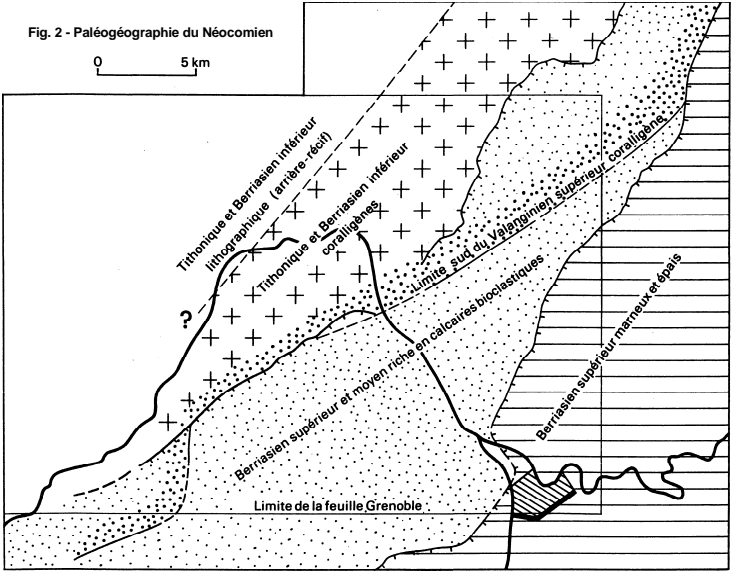 Fig. 2 - Paléogéographie du Néocomien
0 5 km
Tithonique et Berriasien inférieur
lithographique (arrière-récif)
Tithonique et Berriasien inférieur
coralligènes
?
Limite sud du Valanginien supérieur coralligène
Berriasien supérieur et moyen riche en calcaires bioclastiques
Berriasien supérieur marneux et épais
Limite de la feuille Grenoble